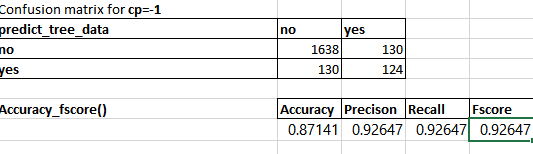 Confusion matrix for cp=-1
predict_tree_data no yes
no 1638 130
yes 130 124
Accuracy_fscore() Accuracy Precison Recall Fscore
0.87141 0.92647 0.92647 0.92647